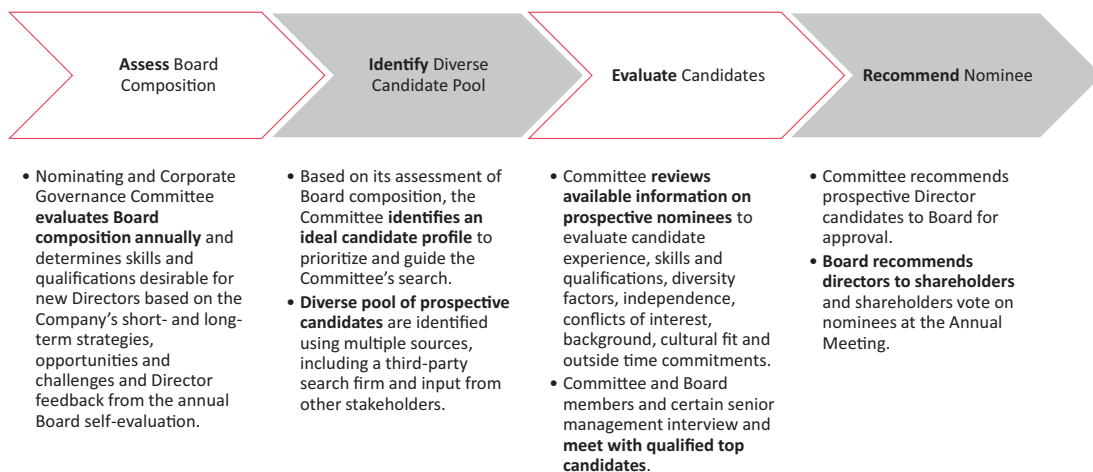 Assess Board
Composition
Identify Diverse
Candidate Pool
Evaluate Candidates
Recommend Nominee
• Nominating and Corporate
Governance Committee
evaluates Board
composition annually and
determines skills and
qualifications desirable for
new Directors based on the
Company’s short- and long-
term strategies,
opportunities and
challenges and Director
feedback from the annual
Board self-evaluation.
• Based on its assessment of
Board composition, the
Committee identifies an
ideal candidate profile to
prioritize and guide the
Committee’s search.
• Diverse pool of prospective
candidates are identified
using multiple sources,
including a third-party
search firm and input from
other stakeholders.
• Committee reviews
available information on
prospective nominees to
evaluate candidate
experience, skills and
qualifications, diversity
factors, independence,
conflicts of interest,
background, cultural fit and
outside time commitments.
• Committee and Board
members and certain senior
management interview and
meet with qualified top
candidates.
• Committee recommends
prospective Director
candidates to Board for
approval.
• Board recommends
directors to shareholders
and shareholders vote on
nominees at the Annual
Meeting.